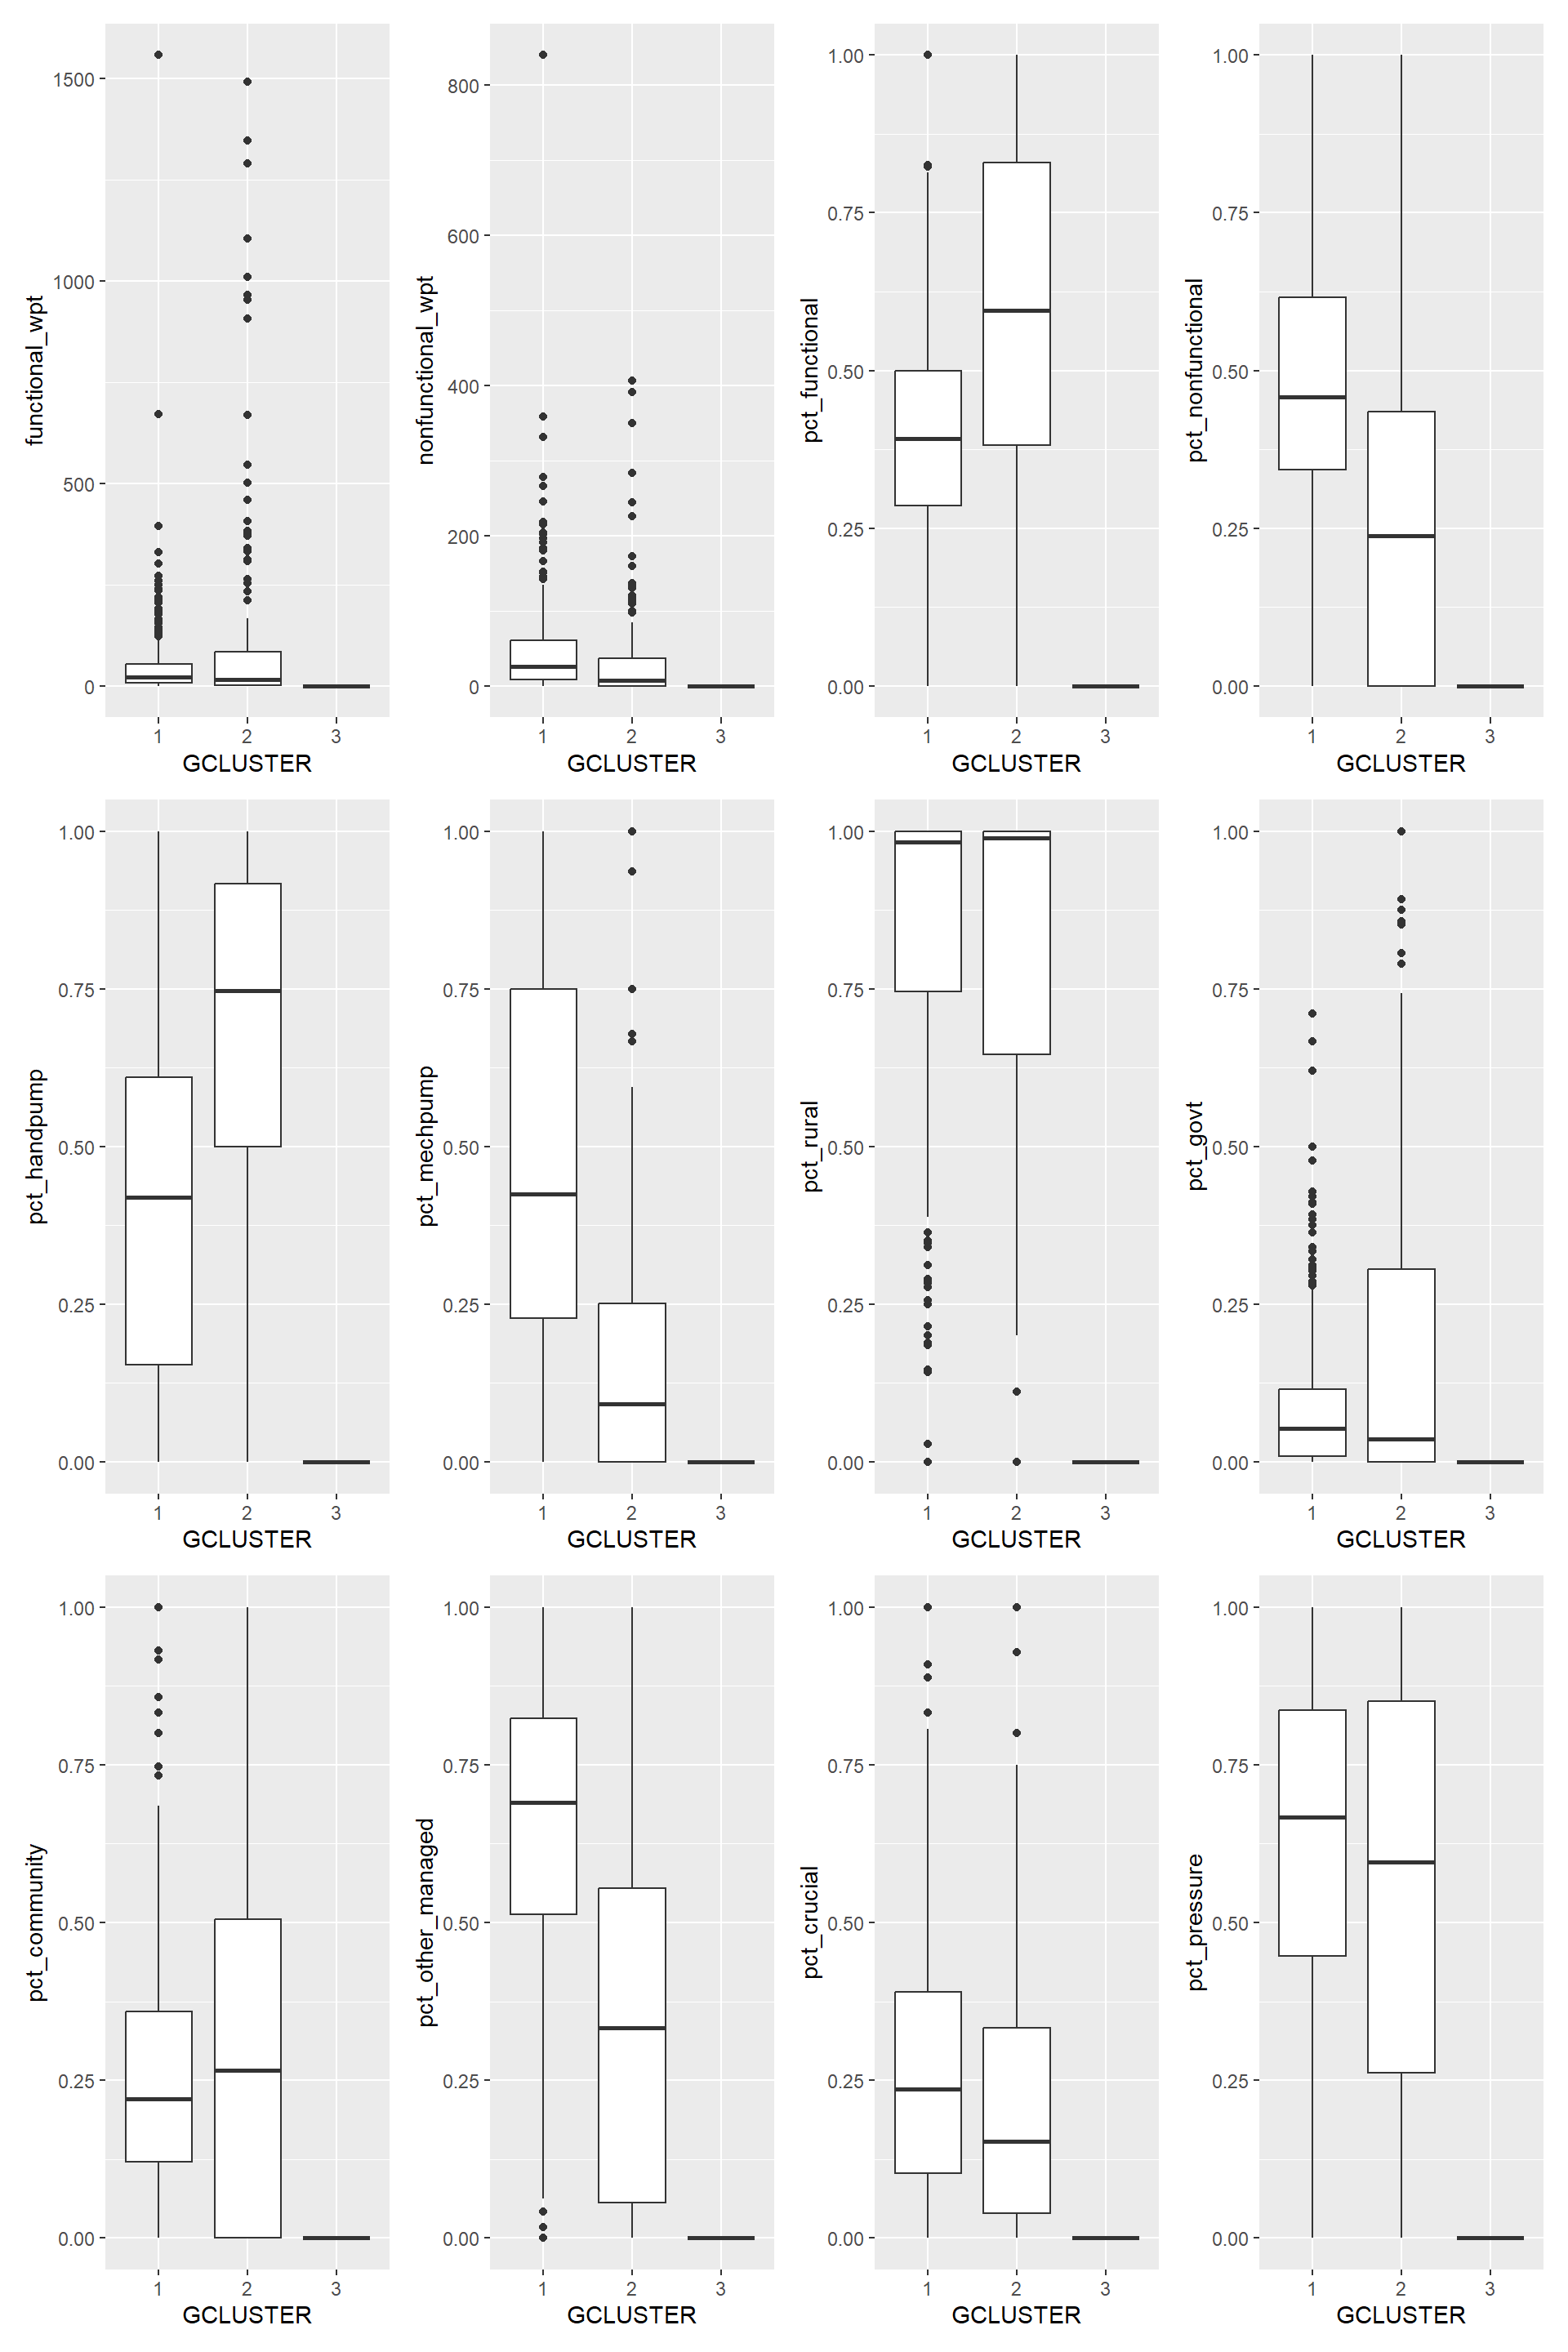 functional_wpt
1500
1000
500
0
1 2 3
GCLUSTER
nonfunctional_wpt
800
600
400
200
0
1 2 3
GCLUSTER
pct_functional
1.00
0.75
0.50
0.25
0.00
1 2 3
GCLUSTER
pct_nonfunctional
1.00
0.75
0.50
0.25
0.00
1 2 3
GCLUSTER
pct_handpump
1.00
0.75
0.50
0.25
0.00
1 2 3
GCLUSTER
pct_mechpump
1.00
0.75
0.50
0.25
0.00
1 2 3
GCLUSTER
pct_rural
1.00
0.75
0.50
0.25
0.00
1 2 3
GCLUSTER
pct_govt
1.00
0.75
0.50
0.25
0.00
1 2 3
GCLUSTER
pct_community
1.00
0.75
0.50
0.25
0.00
1 2 3
GCLUSTER
pct_other_managed
1.00
0.75
0.50
0.25
0.00
1 2 3
GCLUSTER
pct_crucial
1.00
0.75
0.50
0.25
0.00
1 2 3
GCLUSTER
pct_pressure
1.00
0.75
0.50
0.25
0.00
1 2 3
GCLUSTER